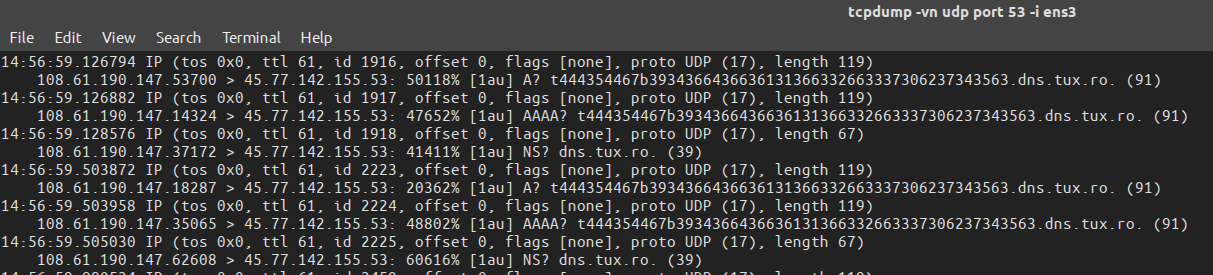 tcpdump -vn udp port 53 -i ens3
File Edit View Search Terminal Help
14:56:59.126794 IP (tos 0x0, ttl 61, id 1916, offset 0, flags [none], proto UDP (17), length 119)
108.61.190.147.53700 > 45.77.142.155.53: 50118% [1au] A? t444354467b393436643663613136633266333730623734 3563.dns.tux.ro. (91)
14:56:59.126882 IP (tos 0x0, ttl 61, id 1917, offset 0, flags [none], proto UDP (17), length 119)
108.61.190.147.14324 > 45.77.142.155.53: 47652% [1au] AAAA? t444354467b3934366436636131366332663337306237343563.dns.tux.ro. (91)
14:56:59.128576 IP (tos 0x0, ttl 61, id 1918, offset 0, flags [none], proto UDP (17), length 67)
108.61.190.147.37172 > 45.77.142.155.53: 41411% [1au] NS? dns.tux.ro. (39)
14:56:59.503872 IP (tos 0x0, ttl 61, id 2223, offset 0, flags [none], proto UDP (17), length 119)
108.61.190.147.18287 > 45.77.142.155.53: 20362% [1au] A? t444354467b3934366436636131366332663337306237343563.dns.tux.ro. (91)
14:56:59.503958 IP (tos 0x0, ttl 61, id 2224, offset 0, flags [none], proto UDP (17), length 119)
108.61.190.147.35065 > 45.77.142.155.53: 48802% [1au] AAAA? t444354467b3934366436636131366332663337306237343563.dns.tux.ro. (91)
14:56:59.505030 IP (tos 0x0, ttl 61, id 2225, offset 0, flags [none], proto UDP (17), length 67)
108.61.190.147.62608 > 45.77.142.155.53: 60616% [1au] NS? dns.tux.ro. (39)